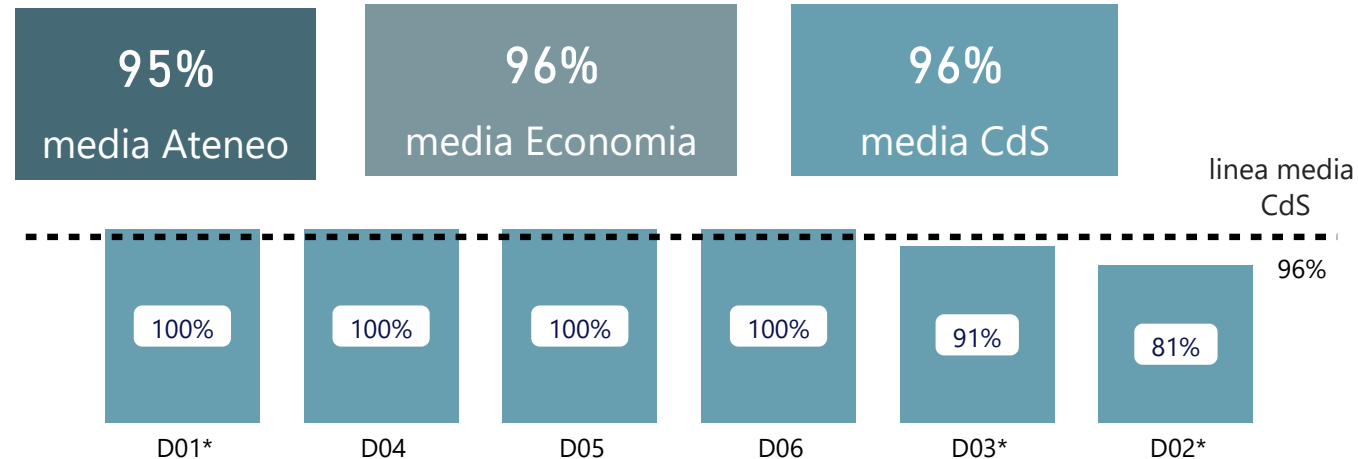 95%
media Ateneo
96%
media Economia
96%
media CdS
linea media
CdS
96%
100%
100%
100%
100%
91%
81%
D01*
D04
D05
D06
D03*
D02*